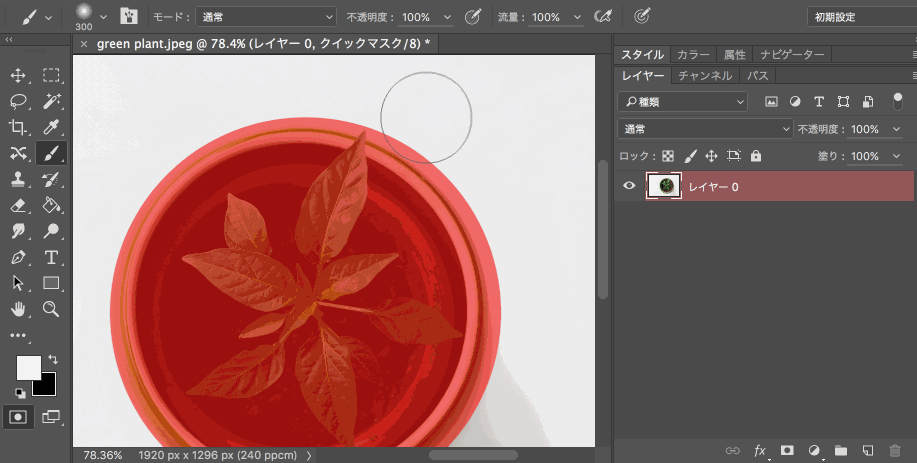 300
モード : 通常 不透明度 : 100% 流量 : 100% 初期設定
× green plant.jpeg @ 78.4% (レイヤー 0, クイックマスク/8) *
スタイル カラー 属性 ナビゲーター
レイヤー チャンネル パス
種類
通常 不透明度 : 100%
ロック : 塗り : 100%
レイヤー 0
T
fx
78.36% 1920 px x 1296 px (240 ppcm)